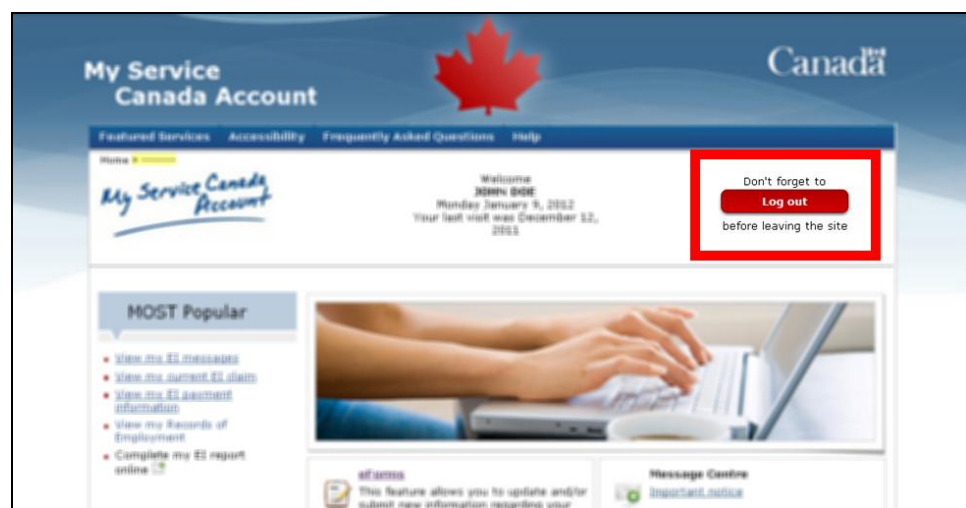 My Service
Canada Account
Canada
Featured Services Accessibility Frequently Asked Questions Help
Home
My Service Canada
Account
Welcome
JOHN DOE
Monday January 9, 2012
Your last visit was December 12,
2011
Don't forget to
Log out
before leaving the site
MOST Popular
View my EI messages
View my current EI claim
View my EI payment
information
View my Records of
Employment
Complete my EI report
online
eForms
This feature allows you to update and/or
submit new information regarding your
Message Centre
Important notice